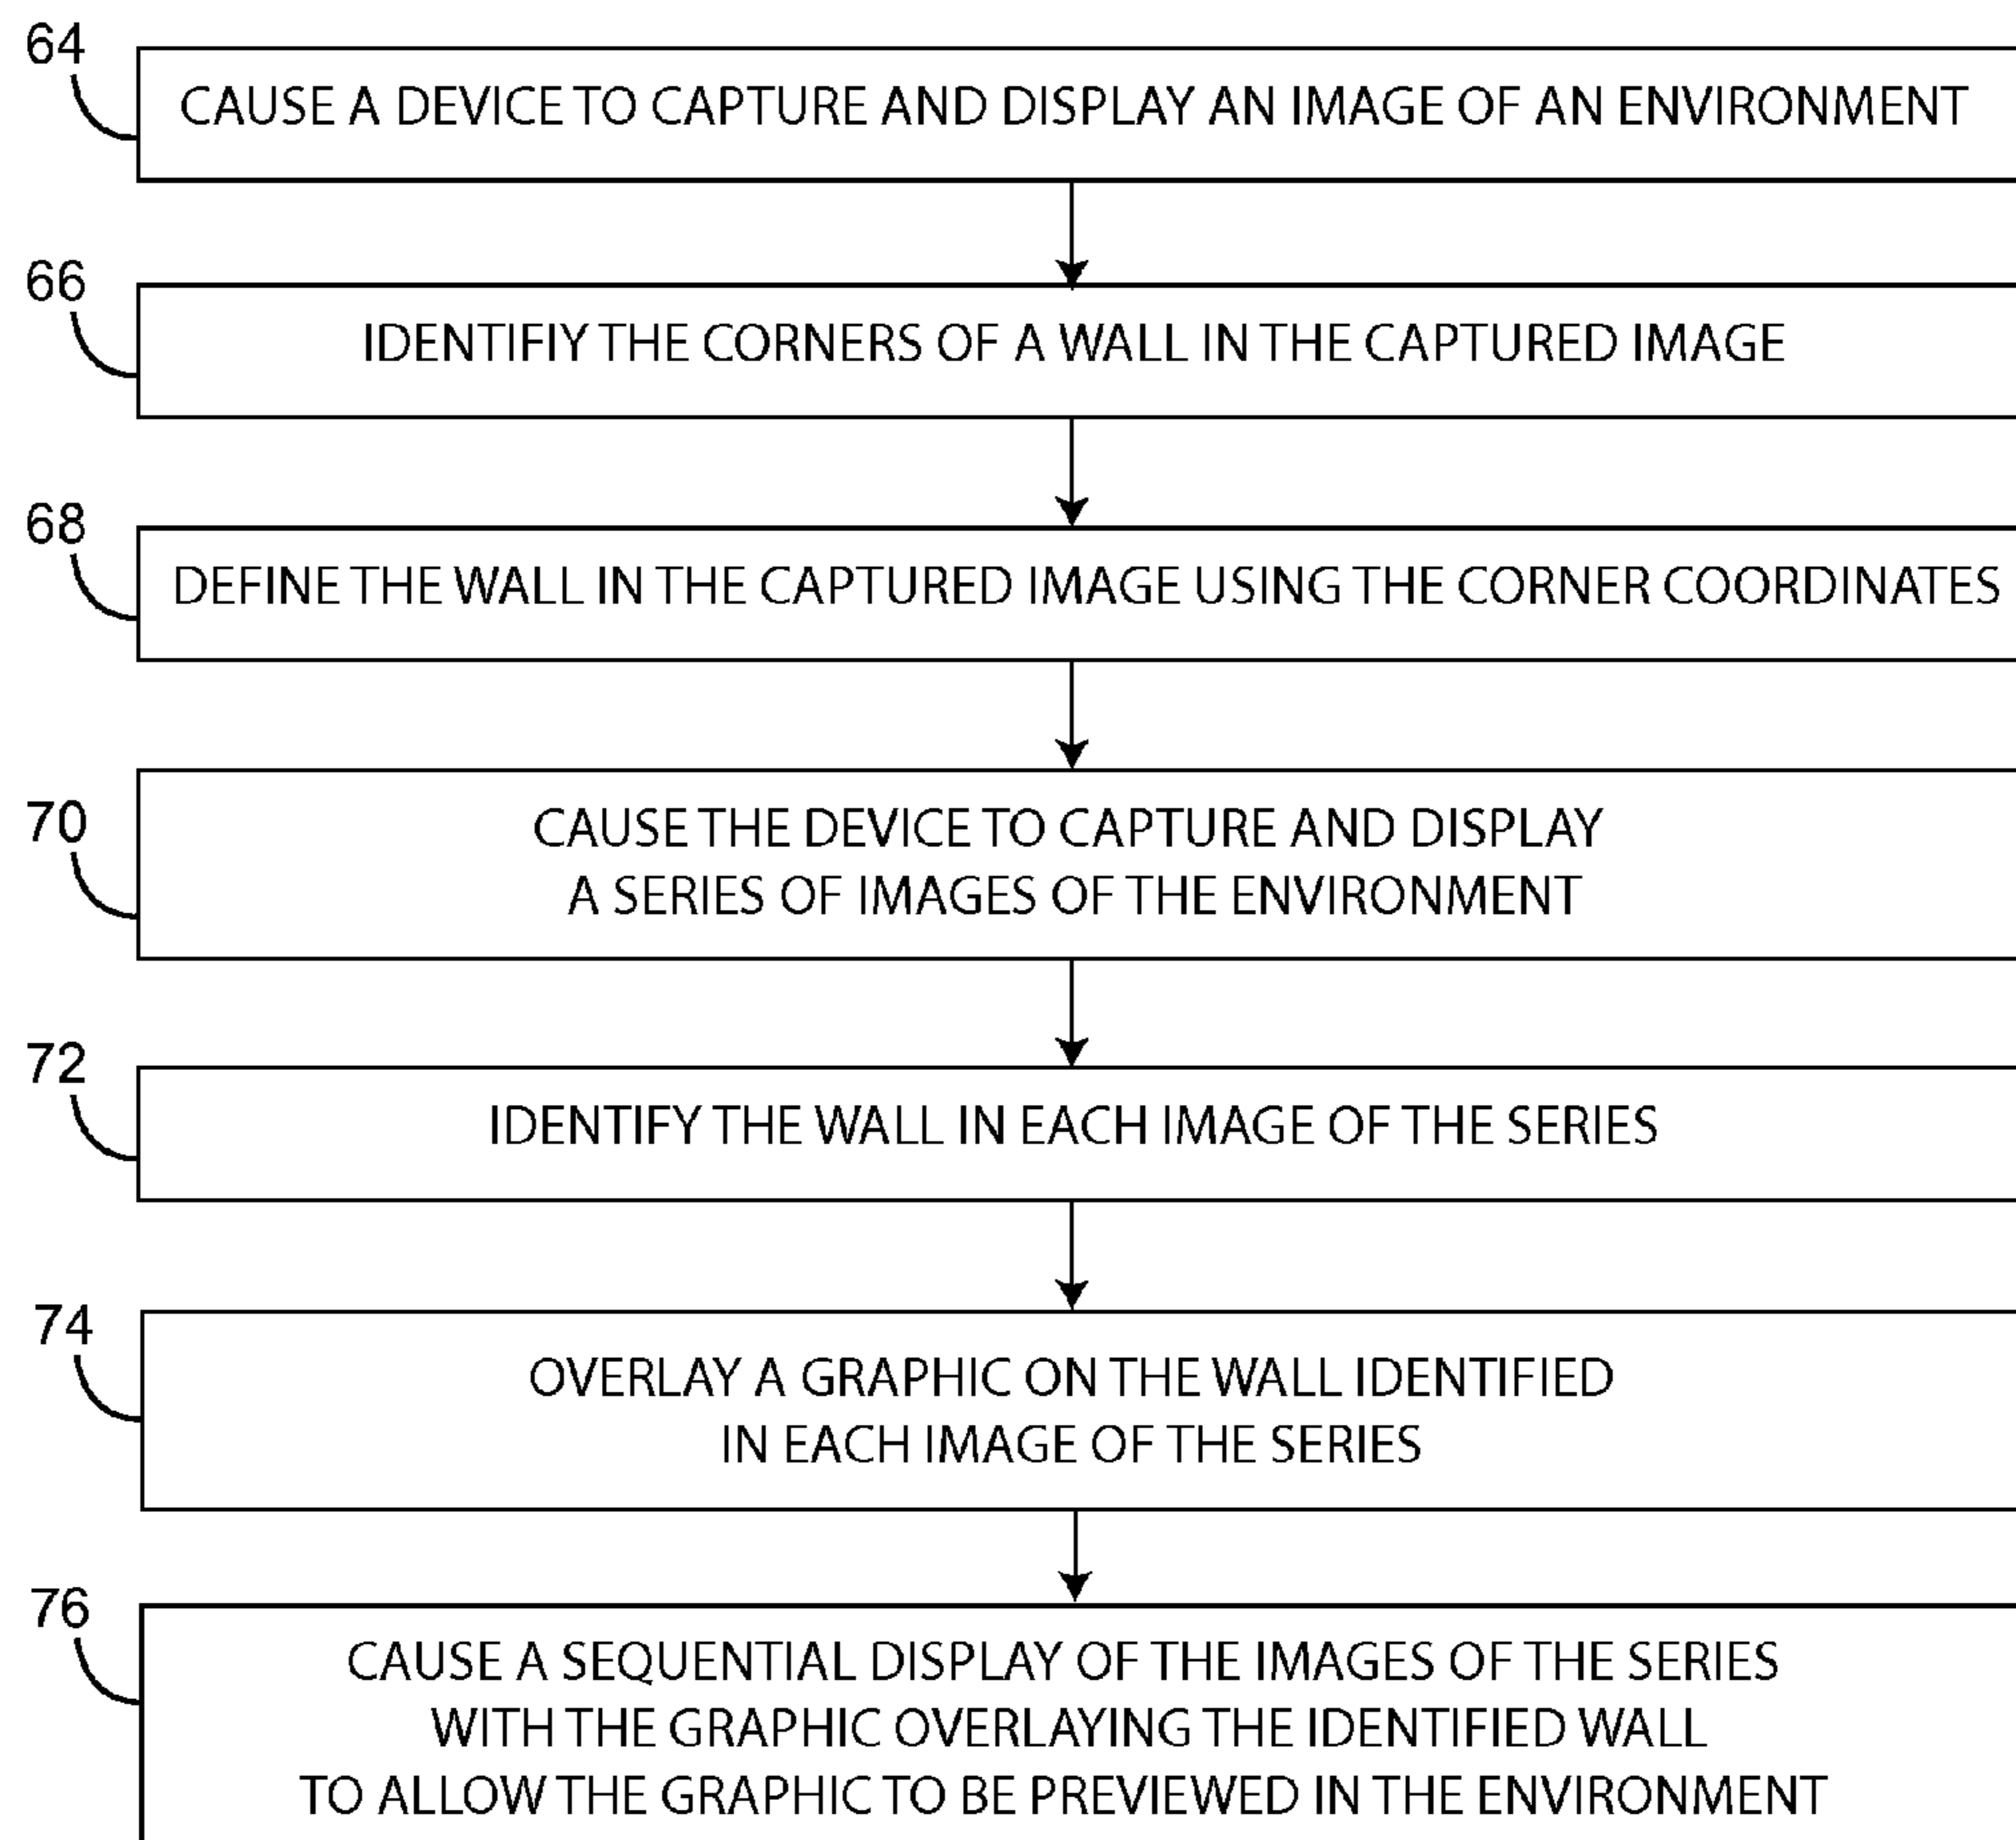 64
CAUSE A DEVICE TO CAPTURE AND DISPLAY AN IMAGE OF AN ENVIRONMENT
66
IDENTIFIY THE CORNERS OF A WALL IN THE CAPTURED IMAGE
68
DEFINE THE WALL IN THE CAPTURED IMAGE USING THE CORNER COORDINATES
70
CAUSE THE DEVICE TO CAPTURE AND DISPLAY
A SERIES OF IMAGES OF THE ENVIRONMENT
72
IDENTIFY THE WALL IN EACH IMAGE OF THE SERIES
74
OVERLAY A GRAPHIC ON THE WALL IDENTIFIED
IN EACH IMAGE OF THE SERIES
76
CAUSE A SEQUENTIAL DISPLAY OF THE IMAGES OF THE SERIES
WITH THE GRAPHIC OVERLAYING THE IDENTIFIED WALL
TO ALLOW THE GRAPHIC TO BE PREVIEWED IN THE ENVIRONMENT